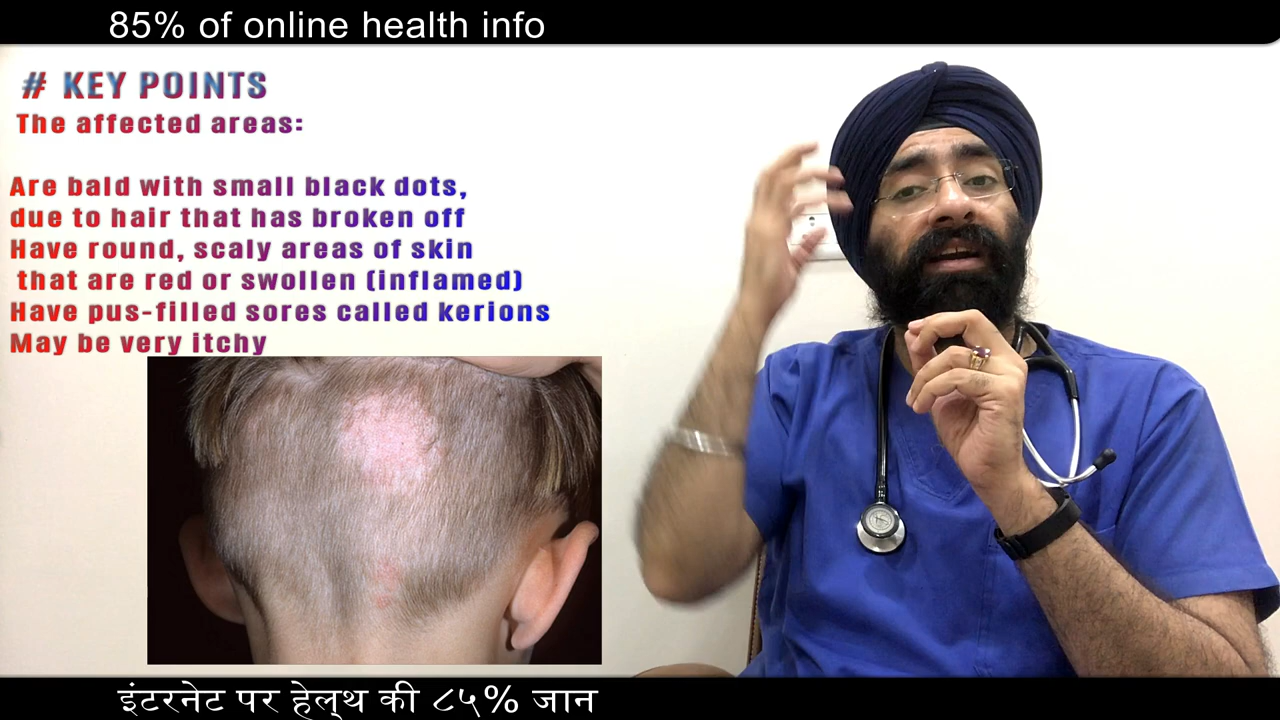 85% of online health info
# KEY POINTS
The affected areas:
Are bald with small black dots,
due to hair that has broken off
Have round, scaly areas of skin
that are red or swollen (inflamed)
Have pus-filled sores called kerions
May be very itchy
इंटरनेट पर हेल्थ की ८५% जान